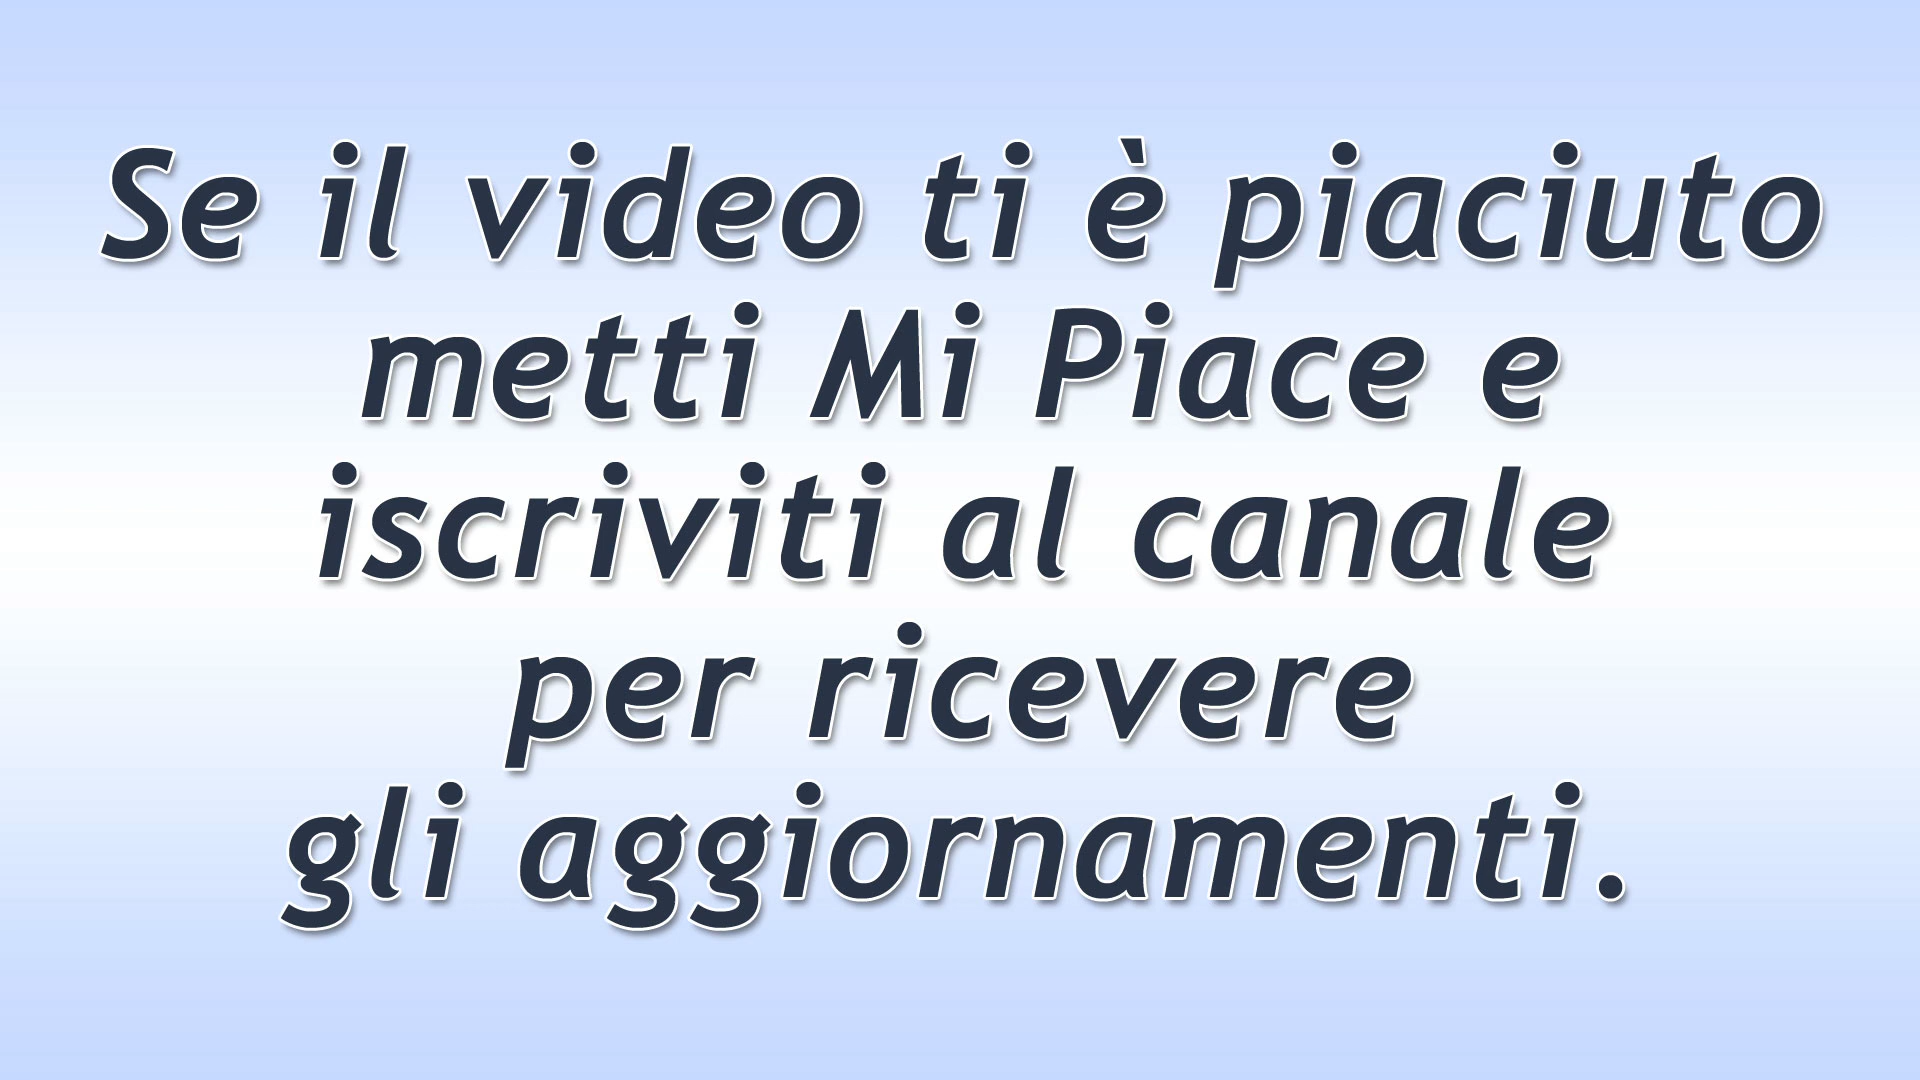 Se il video ti è piaciuto
metti Mi Piace e
iscriviti al canale
per ricevere
gli aggiornamenti.